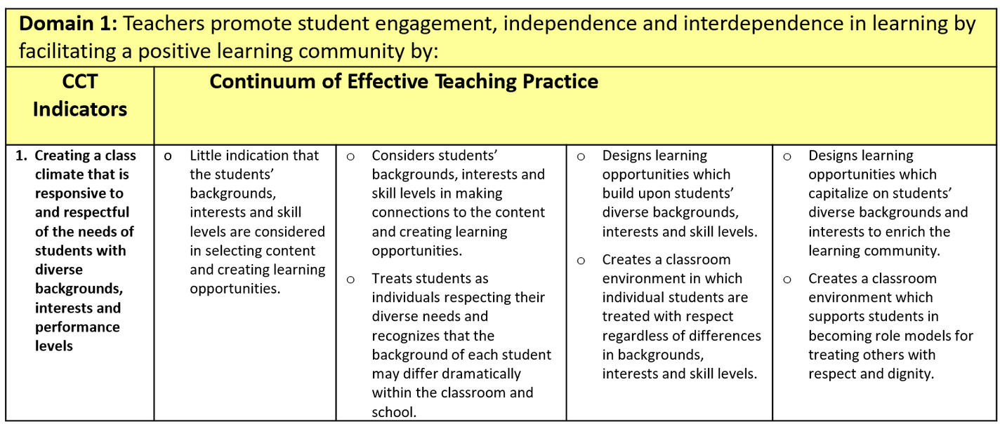 Domain 1: Teachers promote student engagement, independence and interdependence in learning by
facilitating a positive learning community by:
CCT
Indicators
Continuum of Effective Teaching Practice
1. Creating a class
climate that is
responsive to
and respectful
of the needs of
students with
diverse
backgrounds,
interests and
performance
levels
o Little indication that
the students’
backgrounds,
interests and skill
levels are considered
in selecting content
and creating learning
opportunities.
○ Considers students’
backgrounds, interests and
skill levels in making
connections to the content
and creating learning
opportunities.
○ Treats students as
individuals respecting their
diverse needs and
recognizes that the
background of each student
may differ dramatically
within the classroom and
school.
○ Designs learning
opportunities which
build upon students’
diverse backgrounds,
interests and skill levels.
○ Creates a classroom
environment in which
individual students are
treated with respect
regardless of differences
in backgrounds,
interests and skill levels.
○ Designs learning
opportunities which
capitalize on students’
diverse backgrounds and
interests to enrich the
learning community.
○ Creates a classroom
environment which
supports students in
becoming role models for
treating others with
respect and dignity.